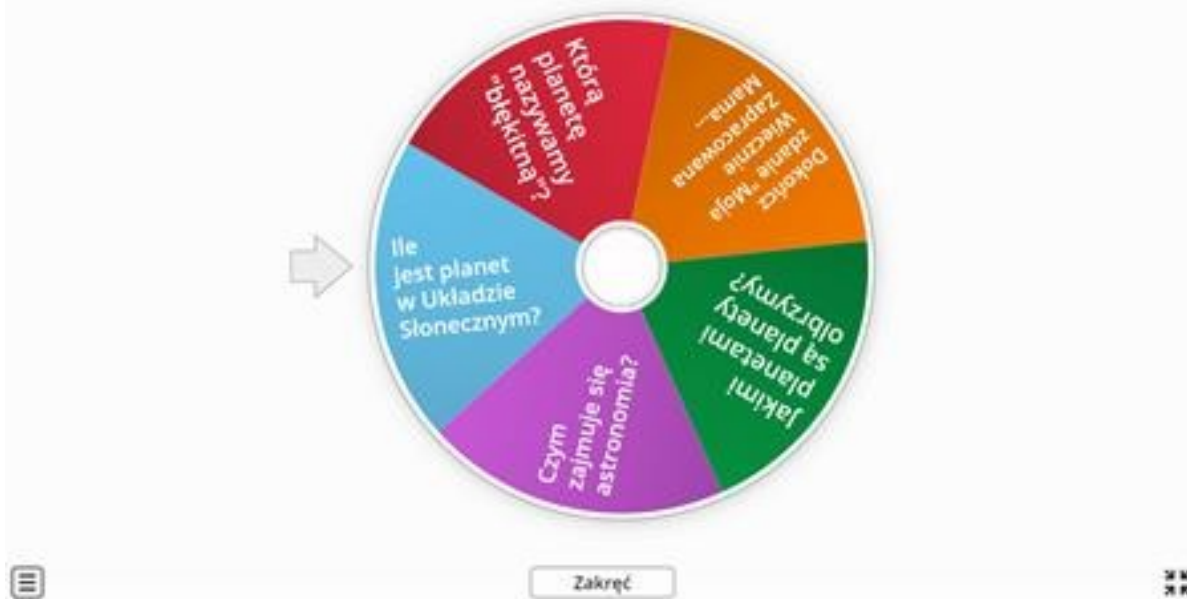 Którą
planetę
nazywamy
"błękitną"?
Dokończ
zdanie "Moja
Wiecznie
Zapracowana
Mama...
Ile
jest planet
w Układzie
Słonecznym?
Jakimi
planetami
są planety
olbrzymy?
Czym
zajmuje się
astronomia?
Zakręć